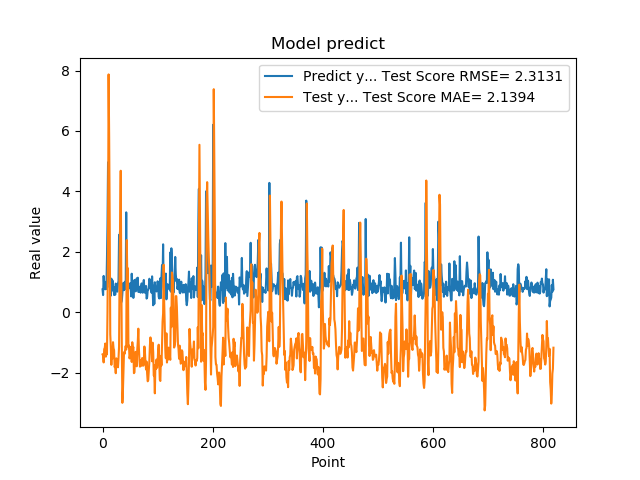 Model predict
Predict y... Test Score RMSE= 2.3131
Test y... Test Score MAE= 2.1394
Real value
8
6
4
2
0
−2
0 200 400 600 800
Point